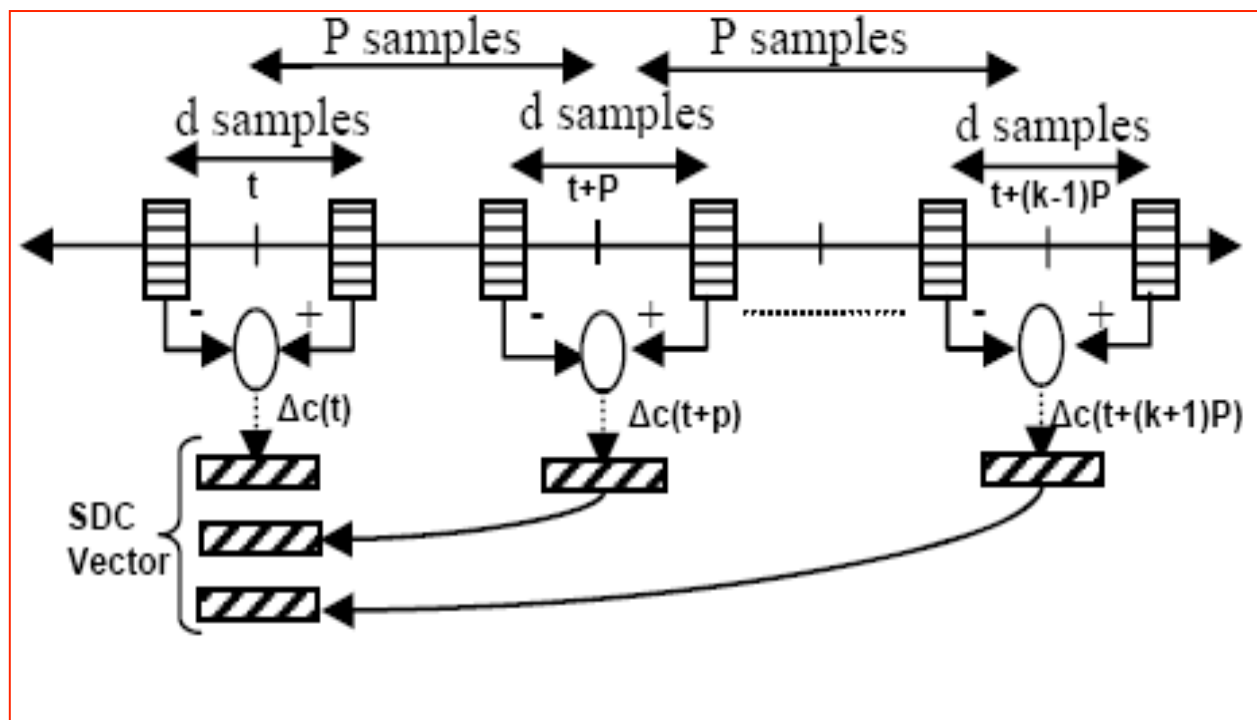 P samples
P samples
d samples
d samples
d samples
t
t+P
t+(k-1)P
- +
- +
- +
Δc(t)
Δc(t+p)
Δc(t+(k+1)P)
SDC
Vector